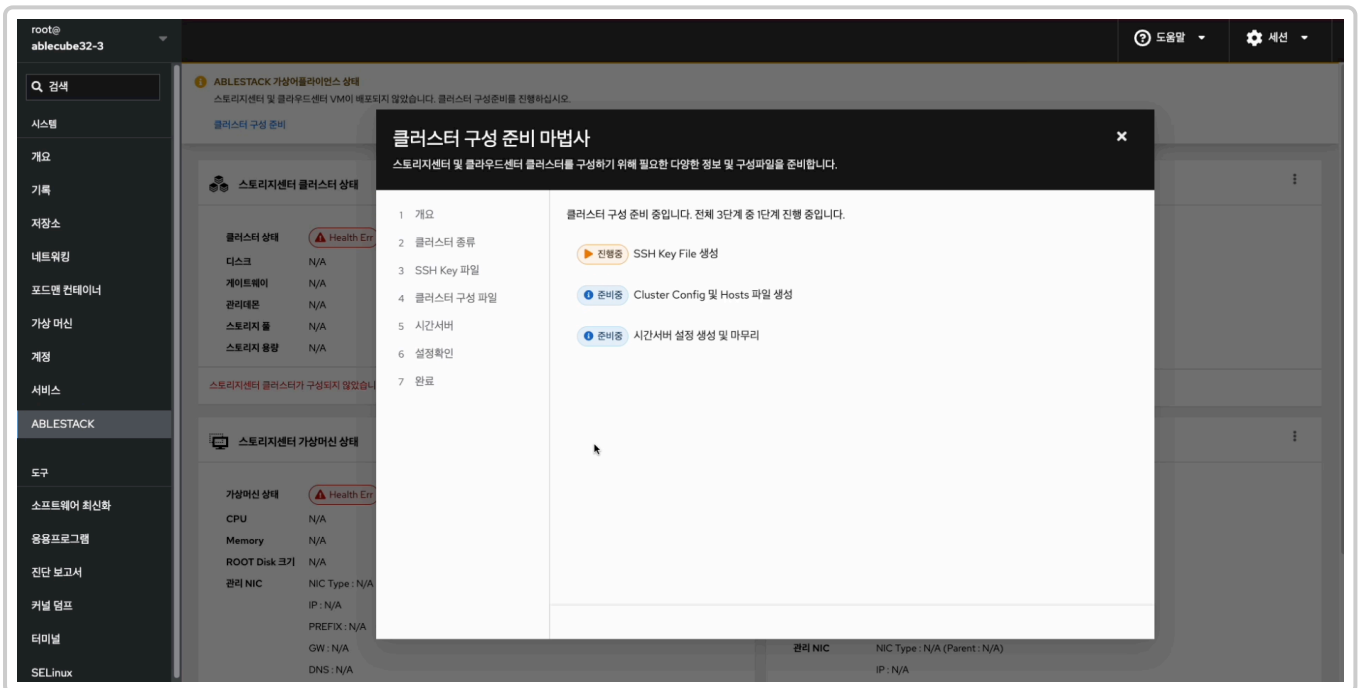 root@
ablecube32-3
도움말
세션
검색
시스템
개요
기록
저장소
네트워킹
포드맨 컨테이너
가상 머신
계정
서비스
ABLESTACK
도구
소프트웨어 최신화
응용프로그램
진단 보고서
커널 덤프
터미널
SELinux
ABLESTACK 가상어플라이언스 상태
스토리지센터 및 클라우드센터 VM이 배포되지 않았습니다. 클러스터 구성준비를 진행하십시오.
클러스터 구성 준비
스토리지센터 클러스터 상태
클러스터 상태 Health Err
디스크 N/A
게이트웨이 N/A
관리데몬 N/A
스토리지 풀 N/A
스토리지 용량 N/A
스토리지센터 클러스터가 구성되지 않았습니
스토리지센터 가상머신 상태
가상머신 상태 Health Err
CPU N/A
Memory N/A
ROOT Disk 크기 N/A
관리 NIC NIC Type : N/A
IP : N/A
PREFIX : N/A
GW : N/A
DNS : N/A
클러스터 구성 준비 마법사
스토리지센터 및 클라우드센터 클러스터를 구성하기 위해 필요한 다양한 정보 및 구성파일을 준비합니다.
1 개요
2 클러스터 종류
3 SSH Key 파일
4 클러스터 구성 파일
5 시간서버
6 설정확인
7 완료
클러스터 구성 준비 중입니다. 전체 3단계 중 1단계 진행 중입니다.
진행중 SSH Key File 생성
준비중 Cluster Config 및 Hosts 파일 생성
준비중 시간서버 설정 생성 및 마무리
관리 NIC NIC Type : N/A (Parent : N/A)
IP : N/A